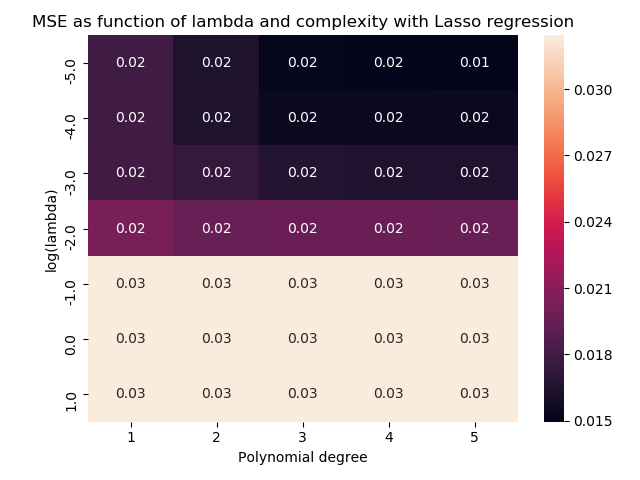 MSE as function of lambda and complexity with Lasso regression
-5.0 0.02 0.02 0.02 0.02 0.01
-4.0 0.02 0.02 0.02 0.02 0.02
-3.0 0.02 0.02 0.02 0.02 0.02
-2.0 0.02 0.02 0.02 0.02 0.02
-1.0 0.03 0.03 0.03 0.03 0.03
0.0 0.03 0.03 0.03 0.03 0.03
1.0 0.03 0.03 0.03 0.03 0.03
log(lambda)
1 2 3 4 5
Polynomial degree
0.030
0.027
0.024
0.021
0.018
0.015